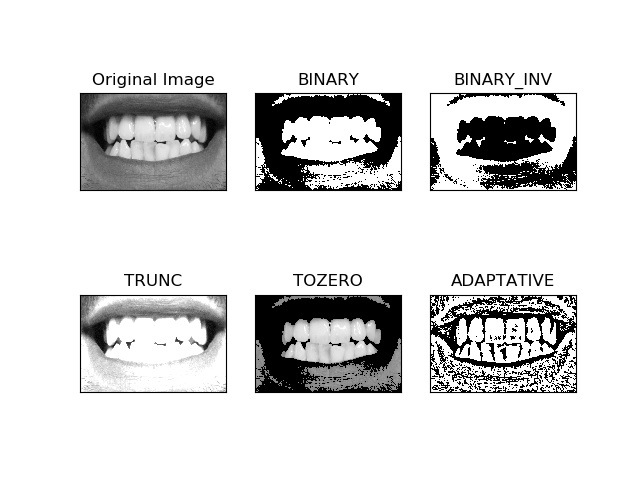 Original Image
BINARY
BINARY_INV
TRUNC
TOZERO
ADAPTATIVE